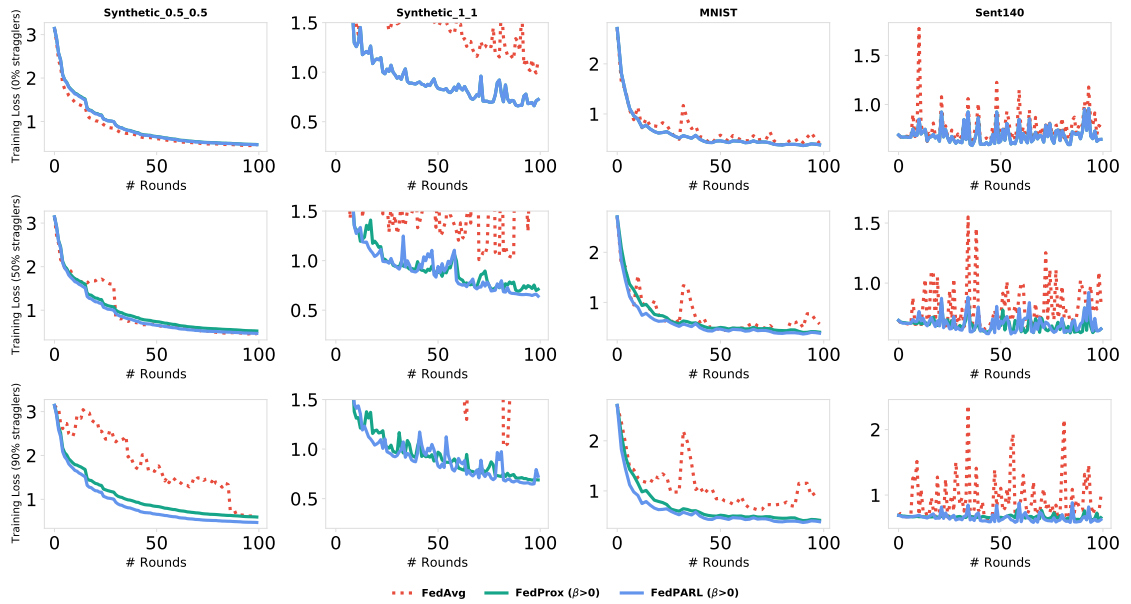 Synthetic_0.5_0.5 Synthetic_1_1 MNIST Sent140
Training Loss (0% stragglers)
3 1.5 2 1.5
2 1.0 1 1.0
1 0.5
0 50 100 0 50 100 0 50 100 0 50 100
# Rounds # Rounds # Rounds # Rounds
Training Loss (50% stragglers)
3 1.5 2 1.5
2 1.0 1 1.0
1 0.5
0 50 100 0 50 100 0 50 100 0 50 100
# Rounds # Rounds # Rounds # Rounds
Training Loss (90% stragglers)
3 1.5 2 2
2 1.0 1 1
1 0.5
0 50 100 0 50 100 0 50 100 0 50 100
# Rounds # Rounds # Rounds # Rounds
FedAvg FedProx (β>0) FedPARL (β>0)